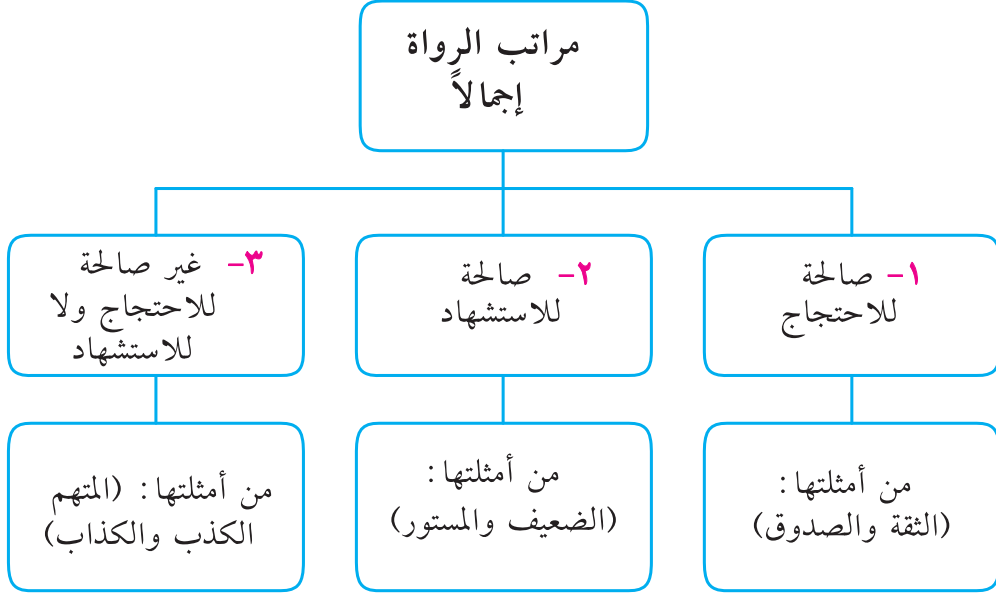 مراتب الرواة
إجمالاً
١- صالحة
للاحتجاج
٢- صالحة
للاستشهاد
٣- غير صالحة
للاحتجاج ولا
للاستشهاد
من أمثلتها:
(الثقة والصدوق)
من أمثلتها:
(الضعيف والمستور)
من أمثلتها: (المتهم
الكذب والكذاب)